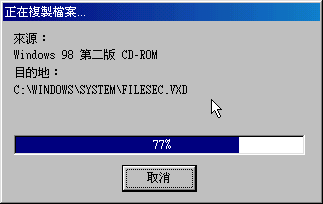 正在複製檔案...
來源：
Windows 98 第二版 CD-ROM
目的地：
C:\WINDOWS\SYSTEM\FILESEC.VXD
77%
取消